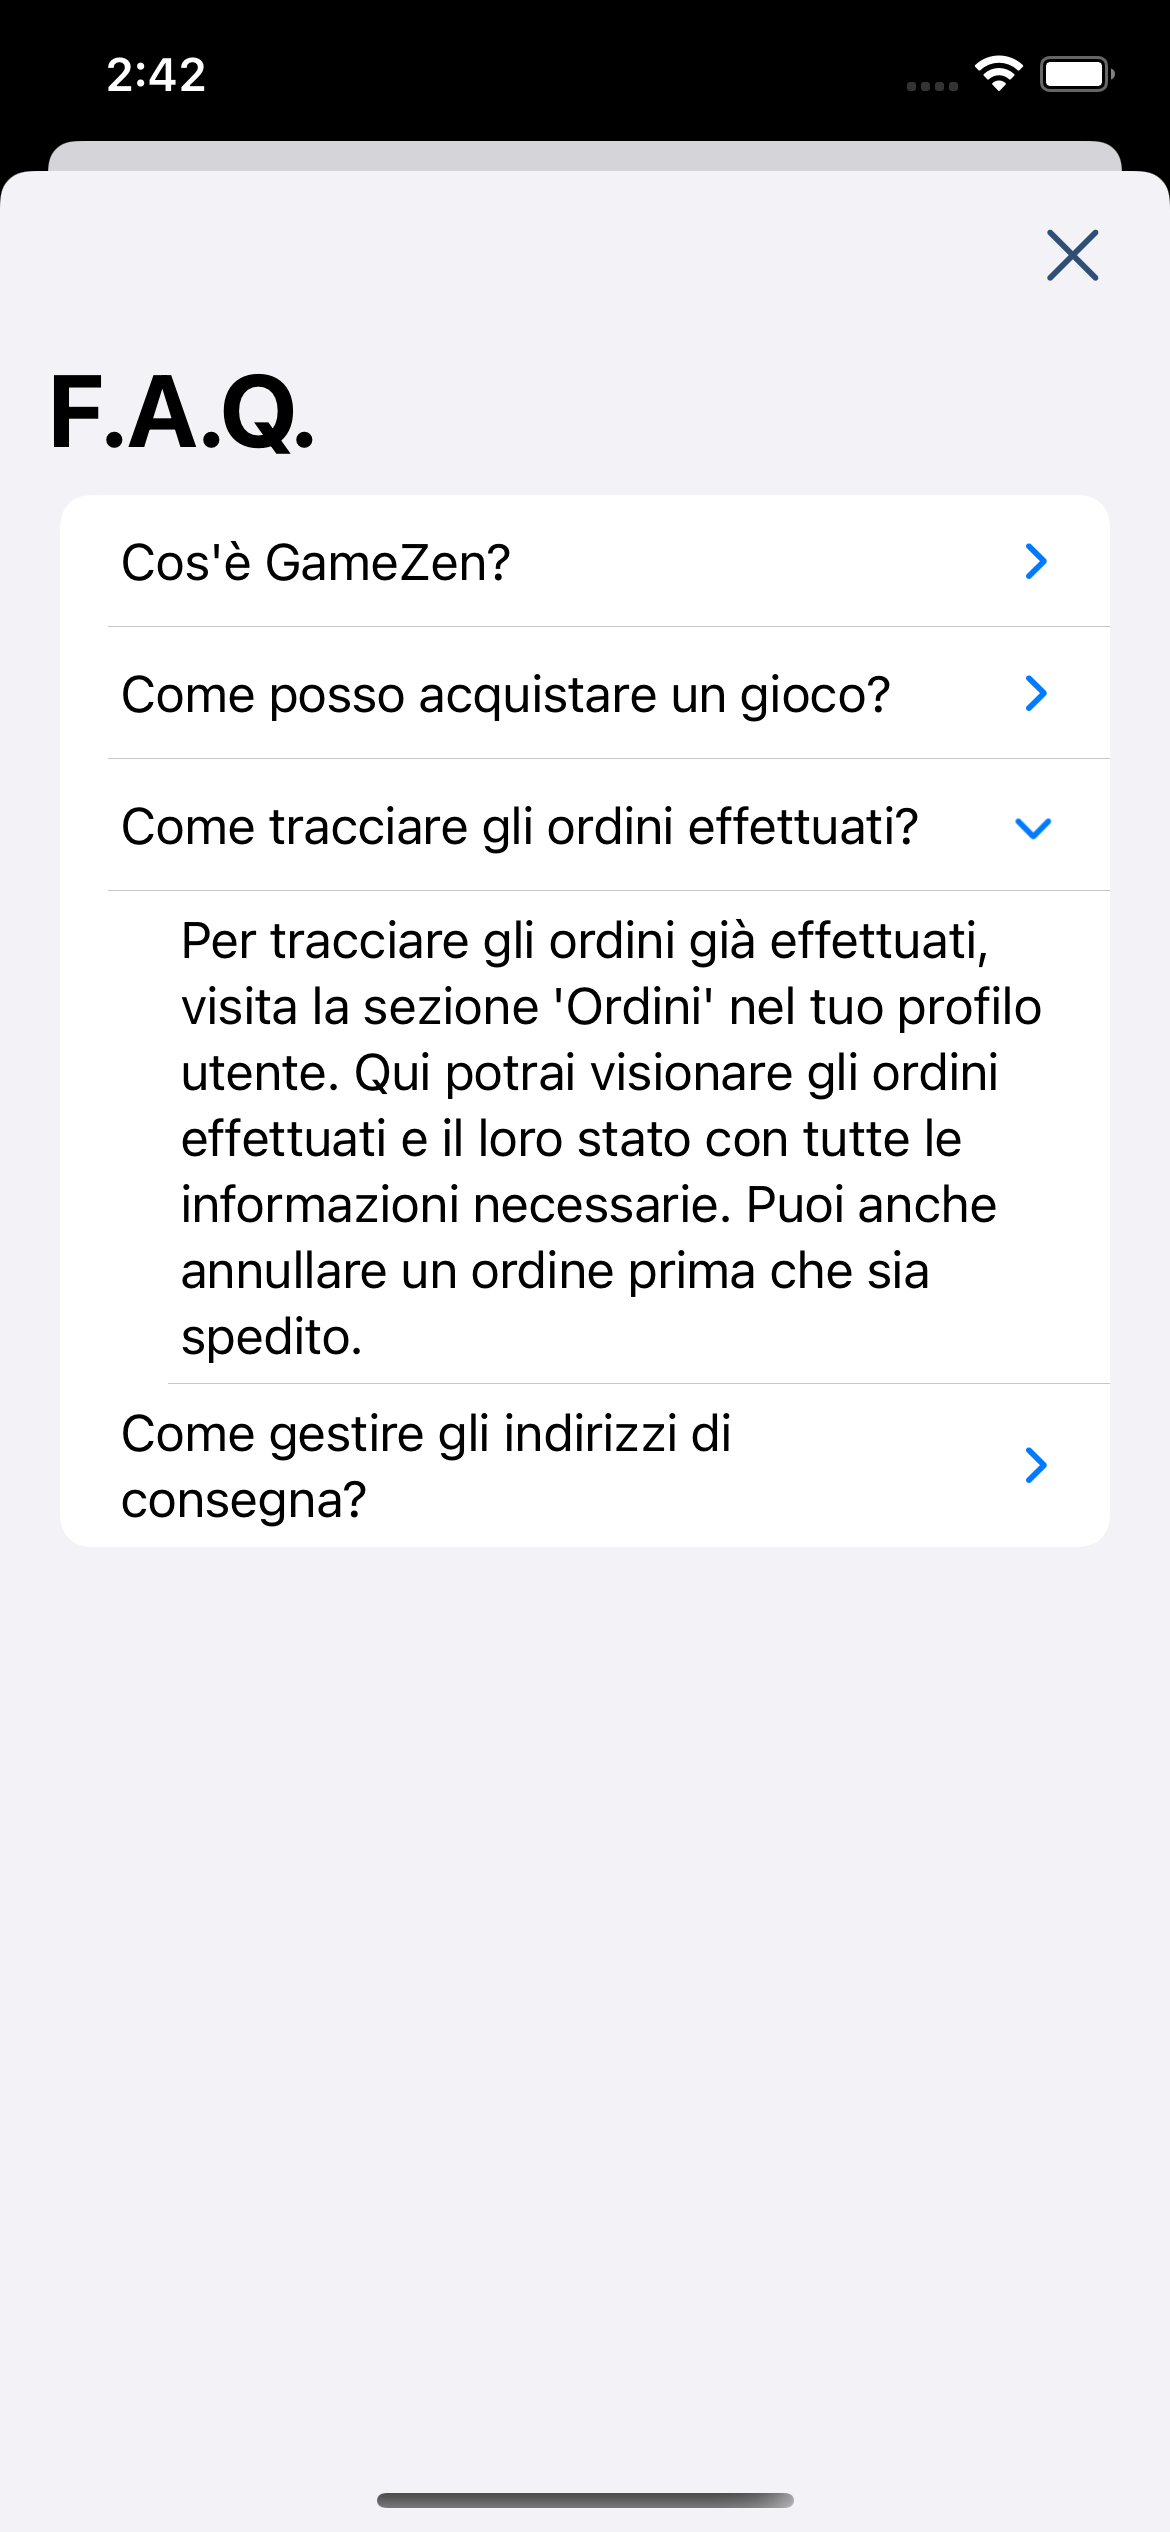 2:42
F.A.Q.
Cos'è GameZen?
Come posso acquistare un gioco?
Come tracciare gli ordini effettuati?
Per tracciare gli ordini già effettuati,
visita la sezione 'Ordini' nel tuo profilo
utente. Qui potrai visionare gli ordini
effettuati e il loro stato con tutte le
informazioni necessarie. Puoi anche
annullare un ordine prima che sia
spedito.
Come gestire gli indirizzi di
consegna?